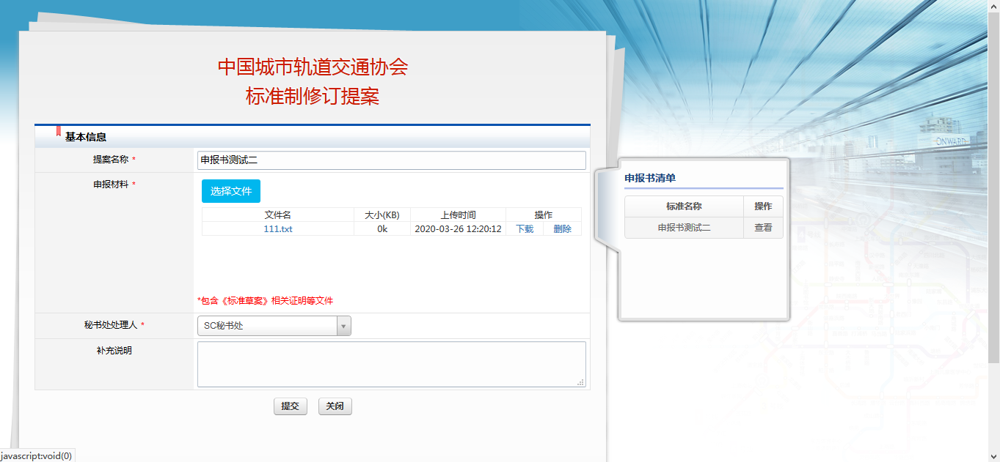 中国城市轨道交通协会
标准制修订提案
基本信息
提案名称 *
申报书测试二
申报材料 *
选择文件
文件名 大小(KB) 上传时间 操作
111.txt 0k 2020-03-26 12:20:12 下载 删除
*包含《标准草案》相关证明等文件
秘书处处理人 *
SC秘书处
补充说明
提交 关闭
申报书清单
标准名称 操作
申报书测试二 查看
ONWARD
javascript:void(0)